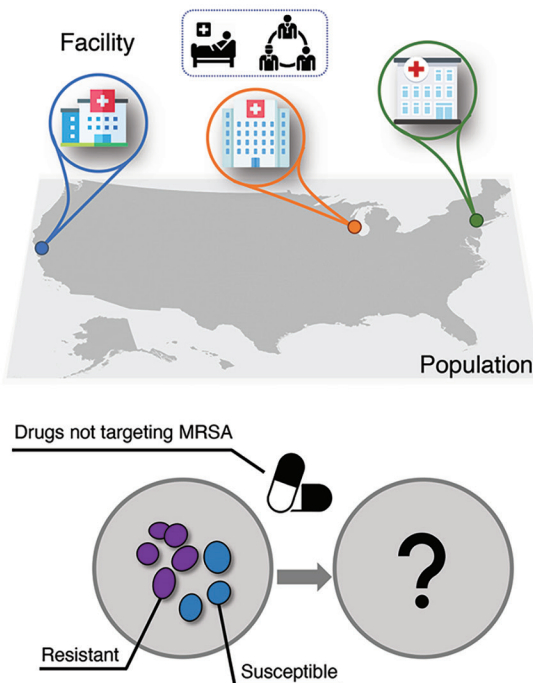 Facility
Population
Drugs not targeting MRSA
?
Resistant
Susceptible